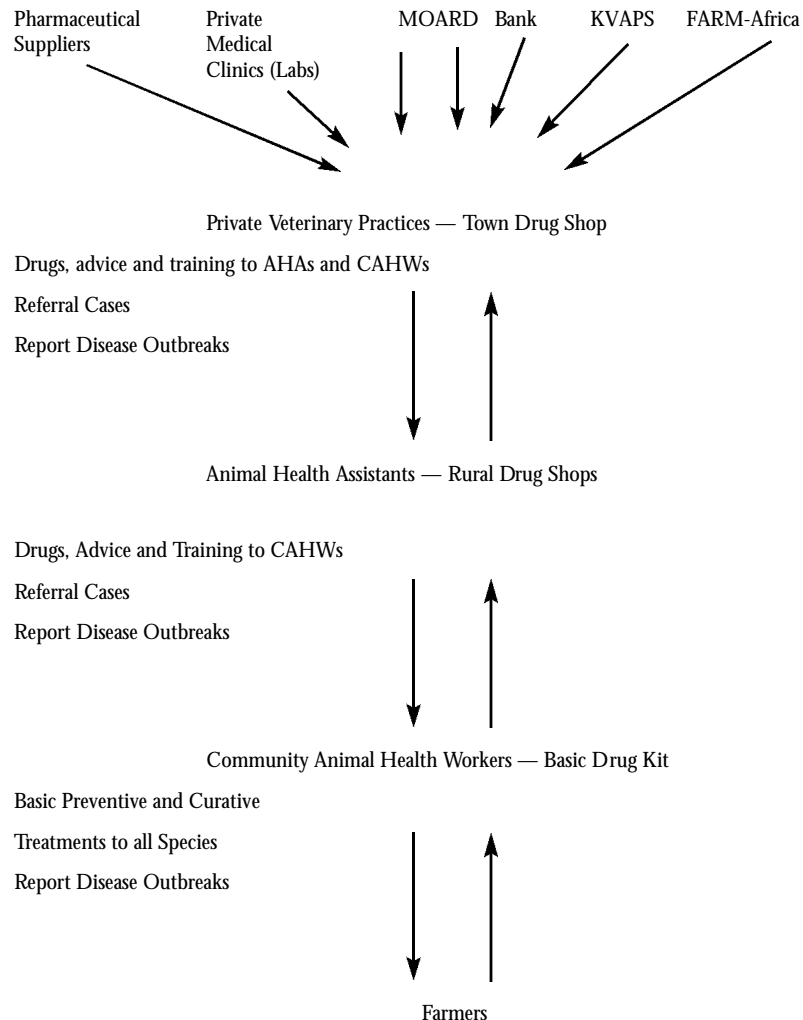 Pharmaceutical
Suppliers
Private
Medical
Clinics (Labs)
MOARD
Bank
KVAPS
FARM-Africa
Private Veterinary Practices — Town Drug Shop
Drugs, advice and training to AHAs and CAHWs
Referral Cases
Report Disease Outbreaks
Animal Health Assistants — Rural Drug Shops
Drugs, Advice and Training to CAHWs
Referral Cases
Report Disease Outbreaks
Community Animal Health Workers — Basic Drug Kit
Basic Preventive and Curative
Treatments to all Species
Report Disease Outbreaks
Farmers